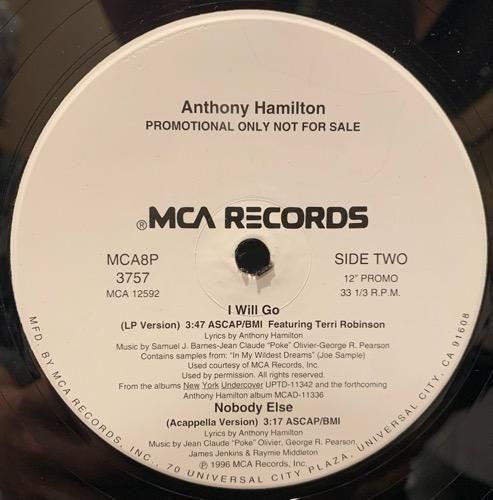 Anthony Hamilton
PROMOTIONAL ONLY NOT FOR SALE
® MCA RECORDS
MCA8P
3757
MCA 12592
SIDE TWO
12" PROMO
33 1/3 R.P.M.
I Will Go
(LP Version) 3:47 ASCAP/BMI Featuring Terri Robinson
Lyrics by Anthony Hamilton
Music by Samuel J. Barnes-Jean Claude "Poke" Olivier-George R. Pearson
Contains samples from: "In My Wildest Dreams" (Joe Sample)
Used courtesy of MCA Records, Inc.
Used by permission. All rights reserved.
From the albums New York Undercover UPTD-11342 and the forthcoming
Anthony Hamilton album MCAD-11336
Nobody Else
(Acappella Version) 3:17 ASCAP/BMI
Lyrics by Anthony Hamilton
Music by Jean Claude "Poke" Olivier, George R. Pearson,
James Jenkins & Raymie Middleton
℗ 1996 MCA Records, Inc.
MFD. BY MCA RECORDS, INC., 70 UNIVERSAL CITY PLAZA, UNIVERSAL CITY, CA 91608